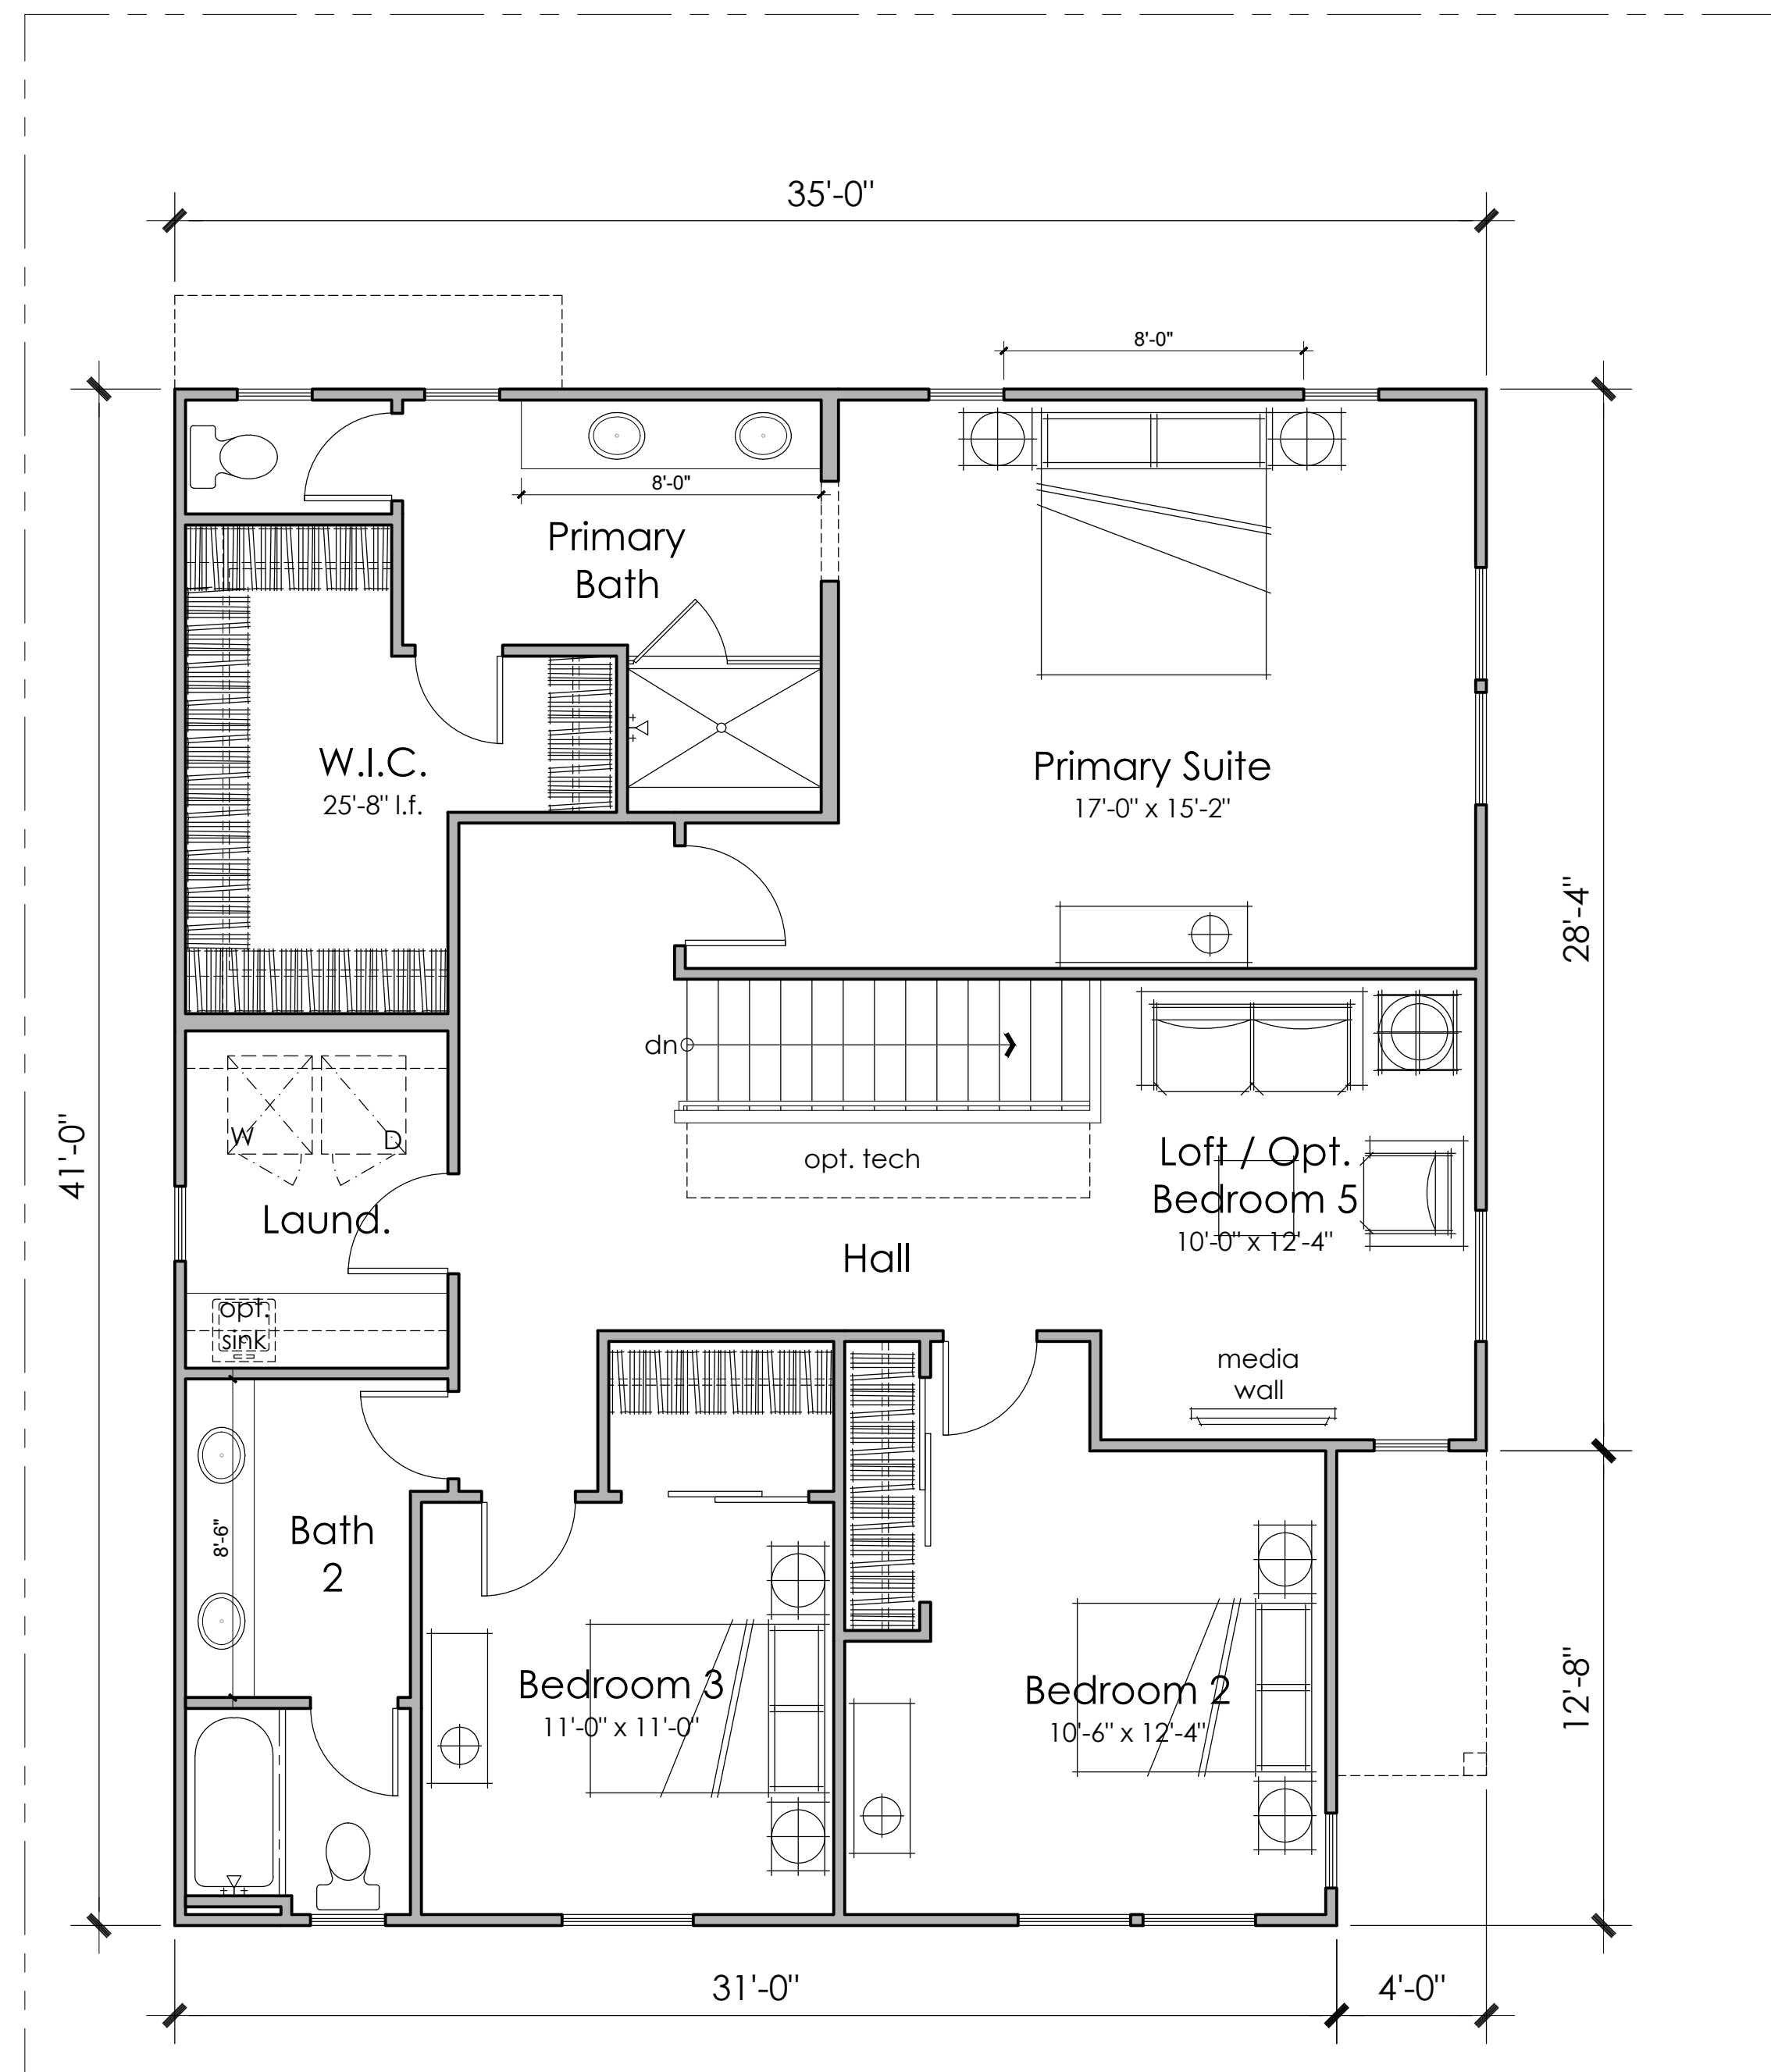 35'-0"
8'-0"
8'-0"
Primary
Bath
W.I.C.
25'-8" l.f.
Primary Suite
17'-0" x 15'-2"
28'-4"
dn
opt. tech
W
D
Laund.
41'-0"
Loft / Opt.
Bedroom 5
10'-0" x 12'-4"
Hall
opt.
sink
media
wall
8'-6"
Bath
2
Bedroom 3
11'-0" x 11'-0"
Bedroom 2
10'-6" x 12'-4"
12'-8"
31'-0"
4'-0"